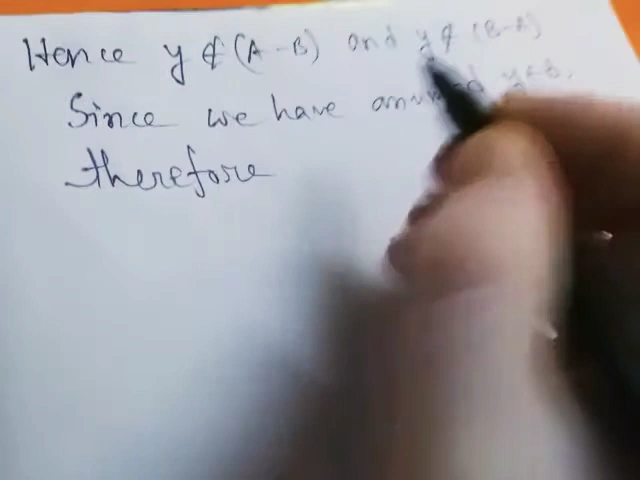 Hence y ∉ (A - B) and y ∉ (B-A)
Since we have
therefore